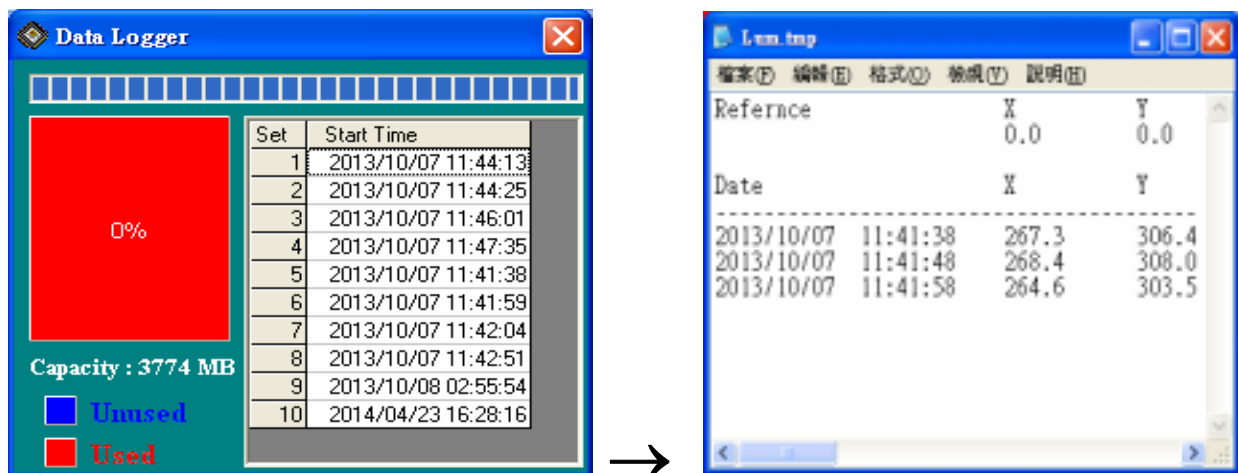 Data Logger
0%
Capacity : 3774 MB
Unused
Used
Set Start Time
1 2013/10/07 11:44:13
2 2013/10/07 11:44:25
3 2013/10/07 11:46:01
4 2013/10/07 11:47:35
5 2013/10/07 11:41:38
6 2013/10/07 11:41:59
7 2013/10/07 11:42:04
8 2013/10/07 11:42:51
9 2013/10/08 02:55:54
10 2014/04/23 16:28:16
→
Lum.tmp
檔案(F) 編輯(E) 格式(O) 檢視(V) 說明(H)
Refernce X Y
0.0 0.0
Date X Y
----------------------------------------
2013/10/07 11:41:38 267.3 306.4
2013/10/07 11:41:48 268.4 308.0
2013/10/07 11:41:58 264.6 303.5